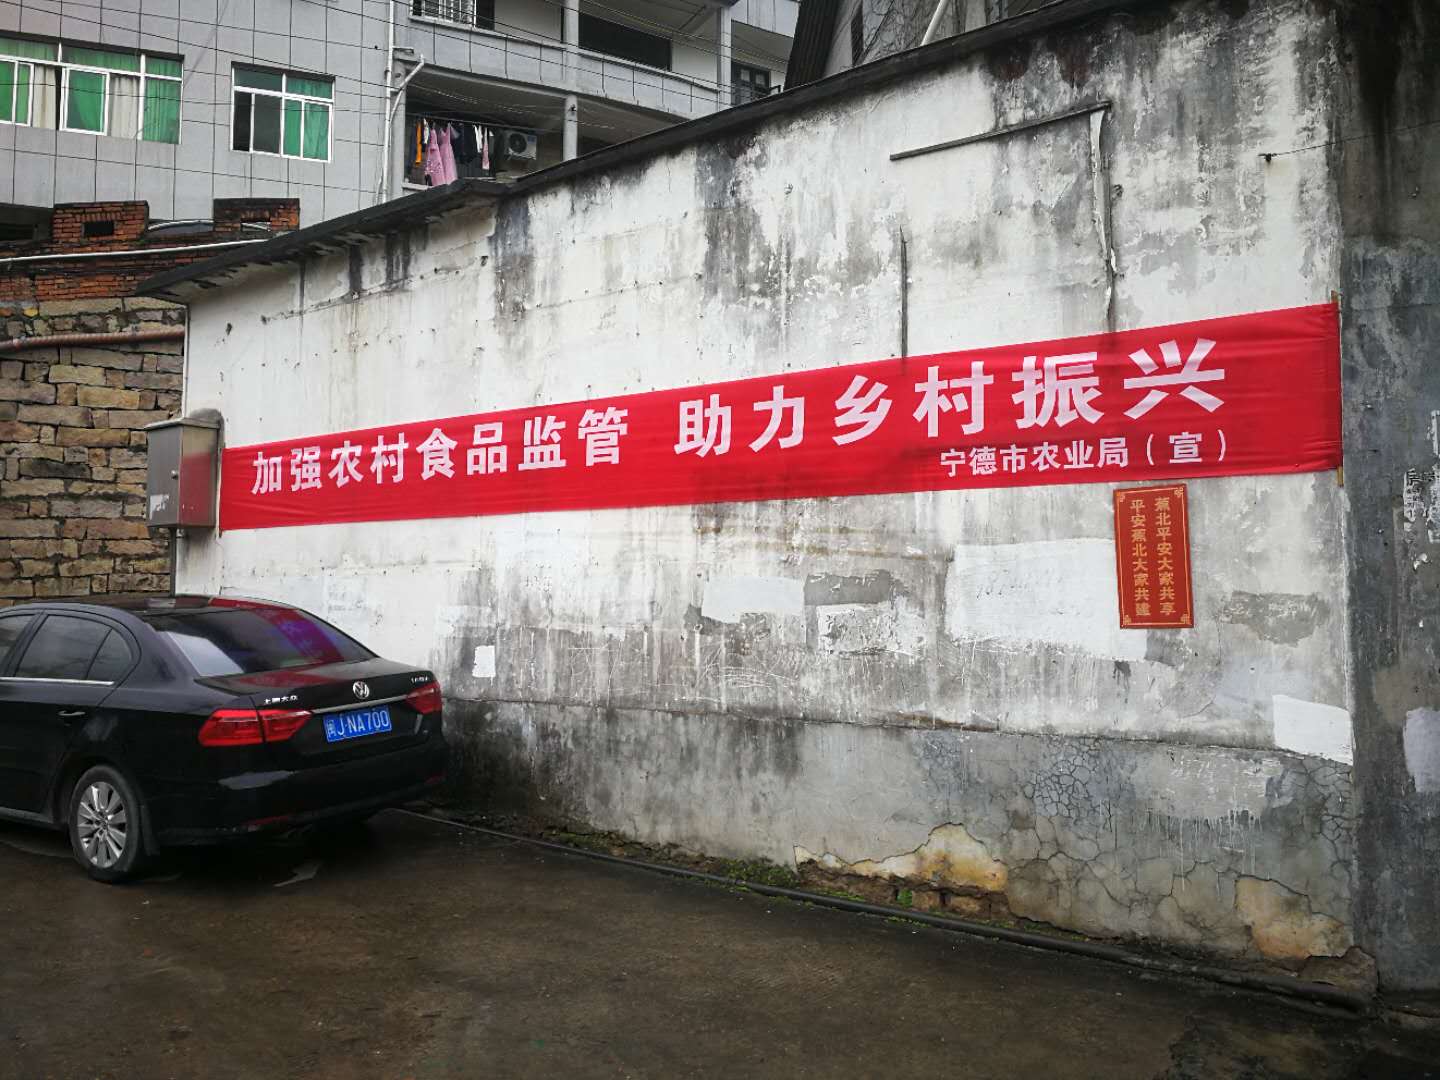 加强农村食品监管 助力乡村振兴
宁德市农业局（宣）
蕉北平安大家共享
平安蕉北大家共建
闽J·NA700